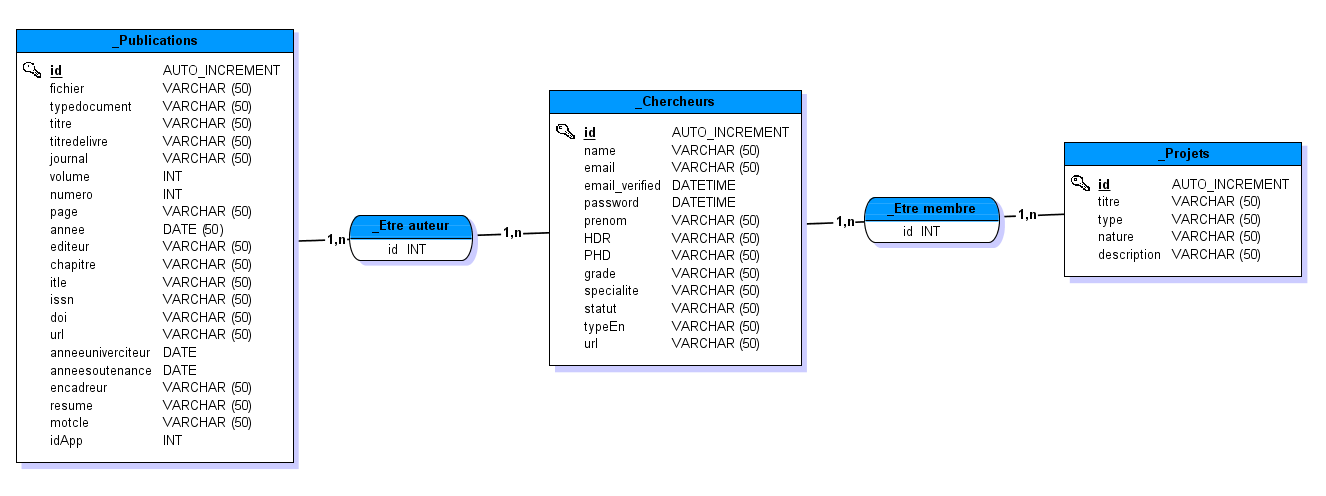 _Publications
id AUTO_INCREMENT
fichier VARCHAR (50)
typedocument VARCHAR (50)
titre VARCHAR (50)
titredelivre VARCHAR (50)
journal VARCHAR (50)
volume INT
numero INT
page VARCHAR (50)
annee DATE (50)
editeur VARCHAR (50)
chapitre VARCHAR (50)
itle VARCHAR (50)
issn VARCHAR (50)
doi VARCHAR (50)
url VARCHAR (50)
anneeuniverciteur DATE
anneesoutenance DATE
encadreur VARCHAR (50)
resume VARCHAR (50)
motcle VARCHAR (50)
idApp INT
1,n
_Etre auteur
id INT
1,n
_Chercheurs
id AUTO_INCREMENT
name VARCHAR (50)
email VARCHAR (50)
email_verified DATETIME
password DATETIME
prenom VARCHAR (50)
HDR VARCHAR (50)
PHD VARCHAR (50)
grade VARCHAR (50)
specialite VARCHAR (50)
statut VARCHAR (50)
typeEn VARCHAR (50)
url VARCHAR (50)
1,n
_Etre membre
id INT
1,n
_Projets
id AUTO_INCREMENT
titre VARCHAR (50)
type VARCHAR (50)
nature VARCHAR (50)
description VARCHAR (50)